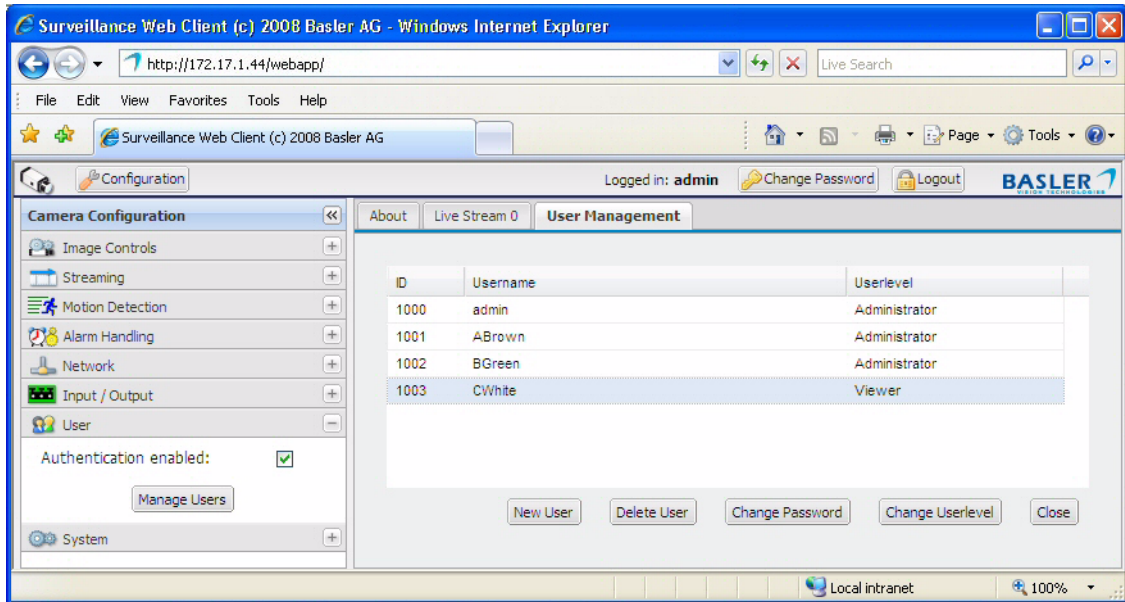 Surveillance Web Client (c) 2008 Basler AG - Windows Internet Explorer
http://172.17.1.44/webapp/
Live Search
File Edit View Favorites Tools Help
Surveillance Web Client (c) 2008 Basler AG
Page Tools
Configuration
Logged in: admin
Change Password
Logout
BASLER
VISION TECHNOLOGIES
Camera Configuration
About
Live Stream 0
User Management
Image Controls
Streaming
Motion Detection
Alarm Handling
Network
Input / Output
User
Authentication enabled:
Manage Users
System
ID Username Userlevel
1000 admin Administrator
1001 ABrown Administrator
1002 BGreen Administrator
1003 CWhite Viewer
New User
Delete User
Change Password
Change Userlevel
Close
Local intranet
100%